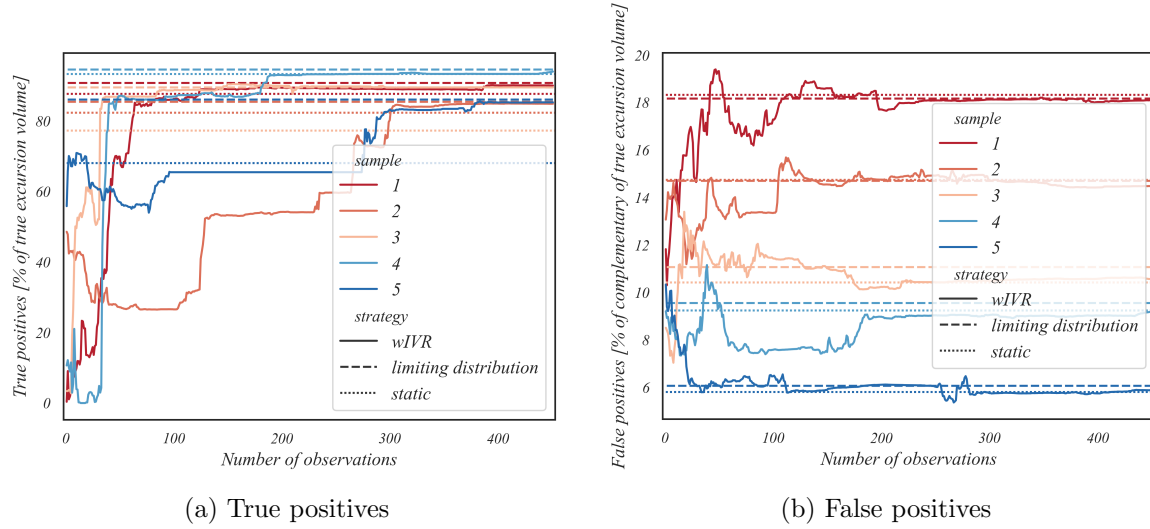 True positives [% of true excursion volume]
80
60
40
20
0
0
100
200
300
400
Number of observations
sample
1
2
3
4
5
strategy
wIVR
limiting distribution
static
(a) True positives
False positives [% of complementary of true excursion volume]
20
18
16
14
12
10
8
6
0
100
200
300
400
Number of observations
sample
1
2
3
4
5
strategy
wIVR
limiting distribution
static
(b) False positives